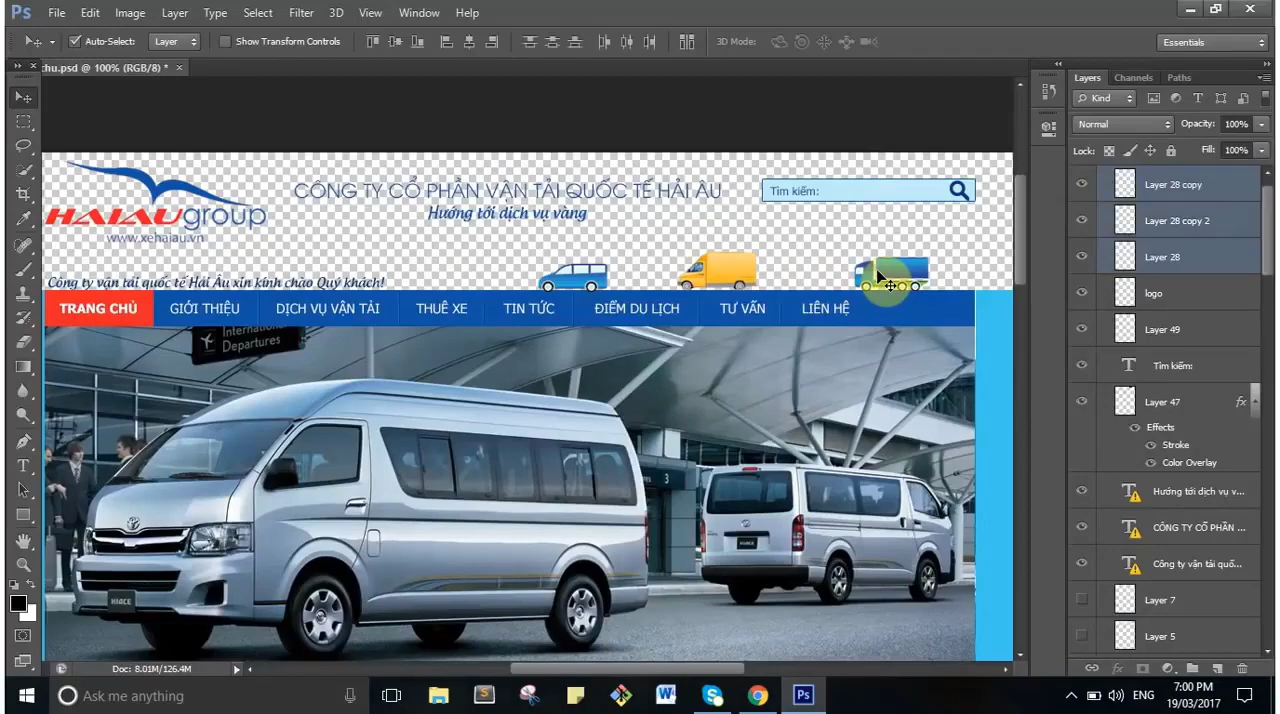 Ps File Edit Image Layer Type Select Filter 3D View Window Help
Auto-Select: Layer Show Transform Controls 3D Mode: Essentials
chu.psd @ 100% (RGB/8) * ×
Layers Channels Paths
Kind
Normal Opacity: 100%
Lock: Fill: 100%
HAIAUgroup
www.xehaiau.vn
CÔNG TY CỔ PHẦN VẬN TẢI QUỐC TẾ HẢI ÂU
Hướng tới dịch vụ vàng
Tìm kiếm:
Công ty vận tải quốc tế Hải Âu xin kính chào Quý khách!
TRANG CHỦ GIỚI THIỆU DỊCH VỤ VẬN TẢI THUÊ XE TIN TỨC ĐIỂM DU LỊCH TƯ VẤN LIÊN HỆ
International
Departures
3
HIACE
HIACE
Layer 28 copy
Layer 28 copy 2
Layer 28
logo
Layer 49
Tìm kiếm:
Layer 47 fx
Effects
Stroke
Color Overlay
Hướng tới dịch vụ v...
CÔNG TY CỔ PHẦN ...
Công ty vận tải quố...
Layer 7
Layer 5
Doc: 8.01M/126.4M
Ask me anything
ENG
7:00 PM
19/03/2017